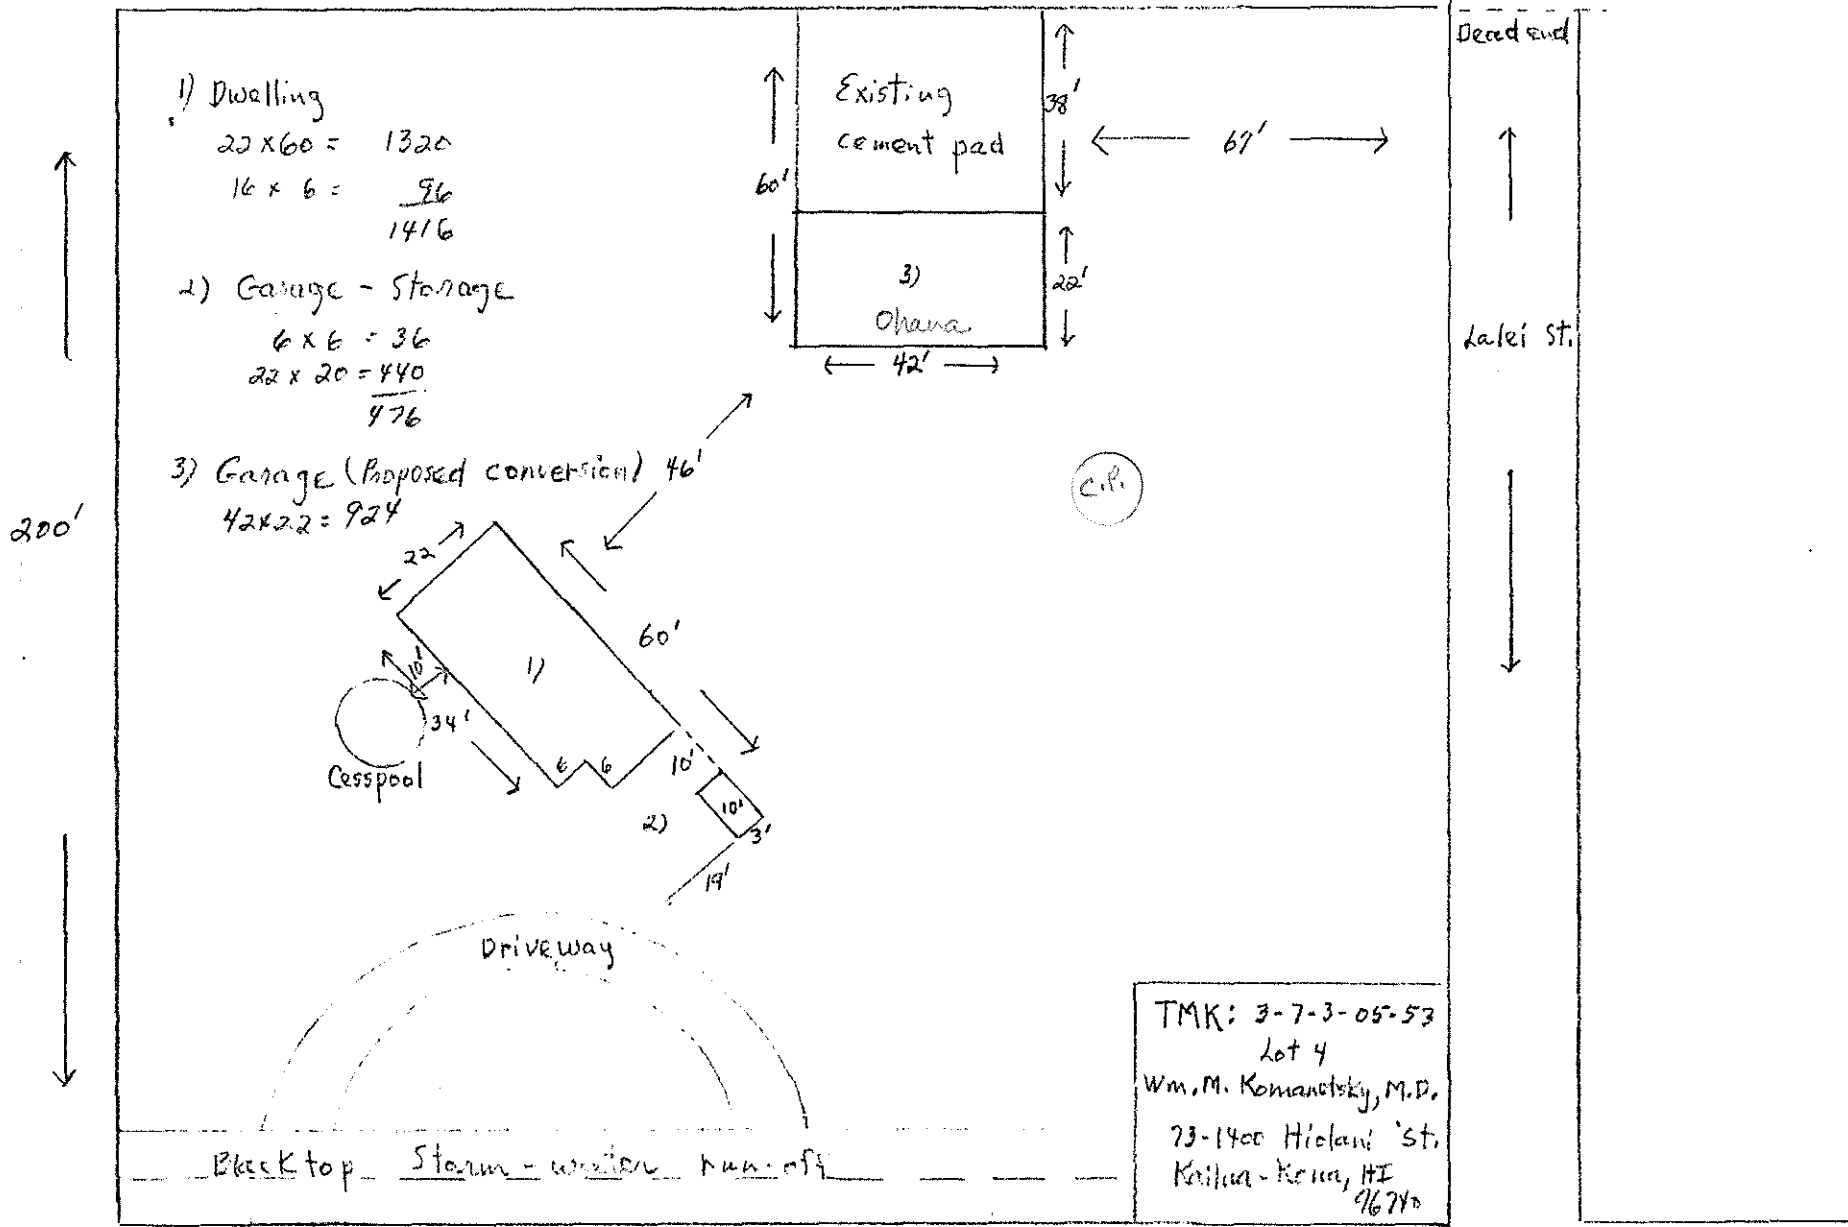 1) Dwelling
22 x 60 = 1320
16 x 6 = 96
1416
2) Garage - Storage
6 x 6 = 36
22 x 20 = 440
476
3) Garage (Proposed conversion)
42x22 = 924
200'
Existing
cement pad
38'
60'
67'
3)
Ohana
22'
42'
46'
C.P.
Dead end
Lalei St.
22
60'
1)
10'
34'
Cesspool
6 6
10'
10'
2)
3'
19'
Driveway
Blacktop Storm-water run-off
TMK: 3-7-3-05-53
Lot 4
Wm. M. Komanetsky, M.D.
73-1400 Hiolani St.
Kailua-Kona, HI
96740